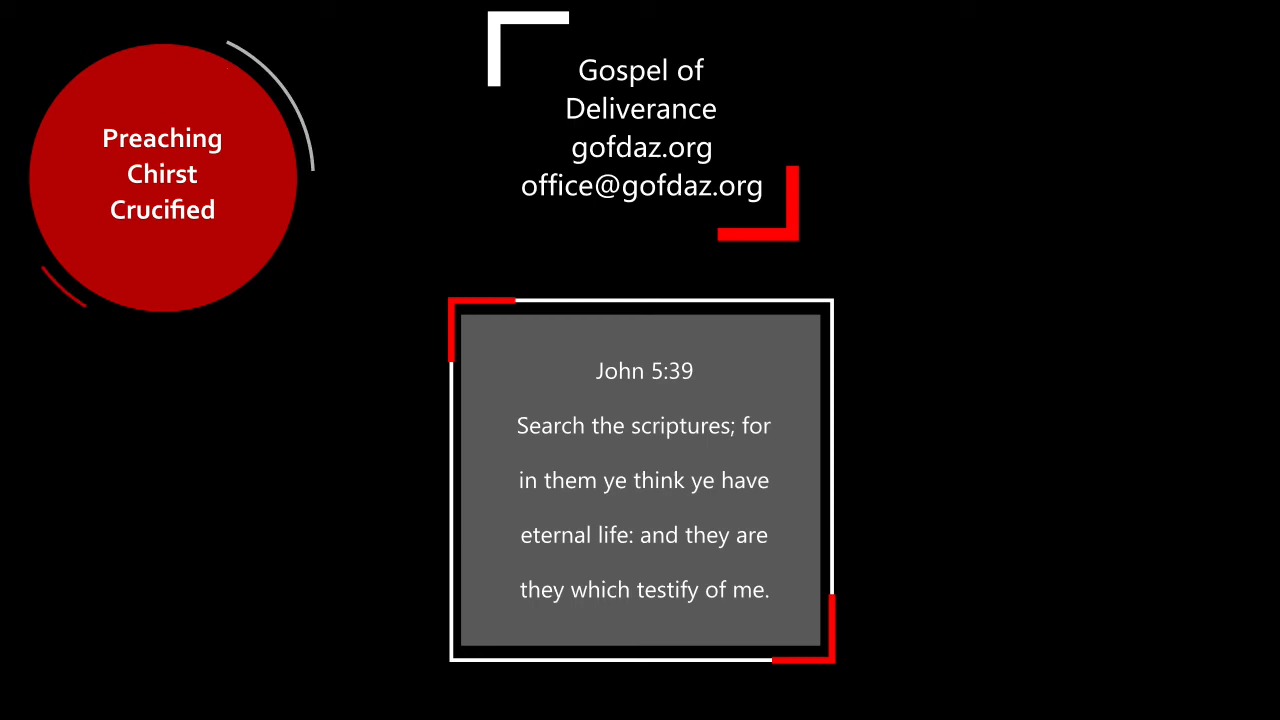 Preaching
Chirst
Crucified
Gospel of
Deliverance
gofdaz.org
office@gofdaz.org
John 5:39
Search the scriptures; for
in them ye think ye have
eternal life: and they are
they which testify of me.